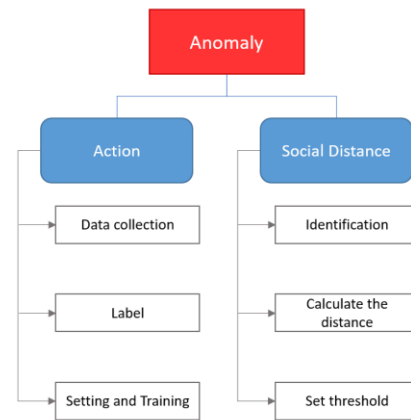 Anomaly
Action
Social Distance
Data collection
Identification
Label
Calculate the
distance
Setting and Training
Set threshold